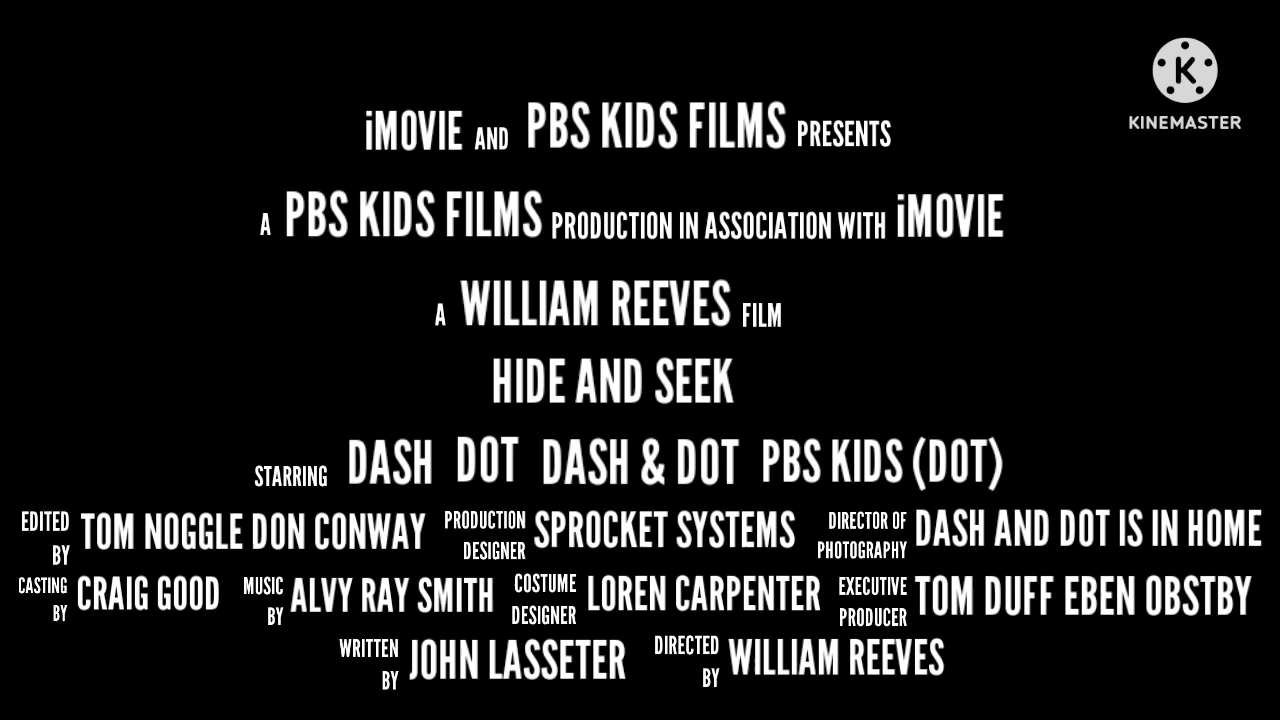 KINEMASTER
iMOVIE AND PBS KIDS FILMS PRESENTS
A PBS KIDS FILMS PRODUCTION IN ASSOCIATION WITH iMOVIE
A WILLIAM REEVES FILM
HIDE AND SEEK
STARRING DASH DOT DASH & DOT PBS KIDS (DOT)
EDITED BY TOM NOGGLE DON CONWAY PRODUCTION DESIGNER SPROCKET SYSTEMS DIRECTOR OF PHOTOGRAPHY DASH AND DOT IS IN HOME
CASTING BY CRAIG GOOD MUSIC BY ALVY RAY SMITH COSTUME DESIGNER LOREN CARPENTER EXECUTIVE PRODUCER TOM DUFF EBEN OBSTBY
WRITTEN BY JOHN LASSETER DIRECTED BY WILLIAM REEVES